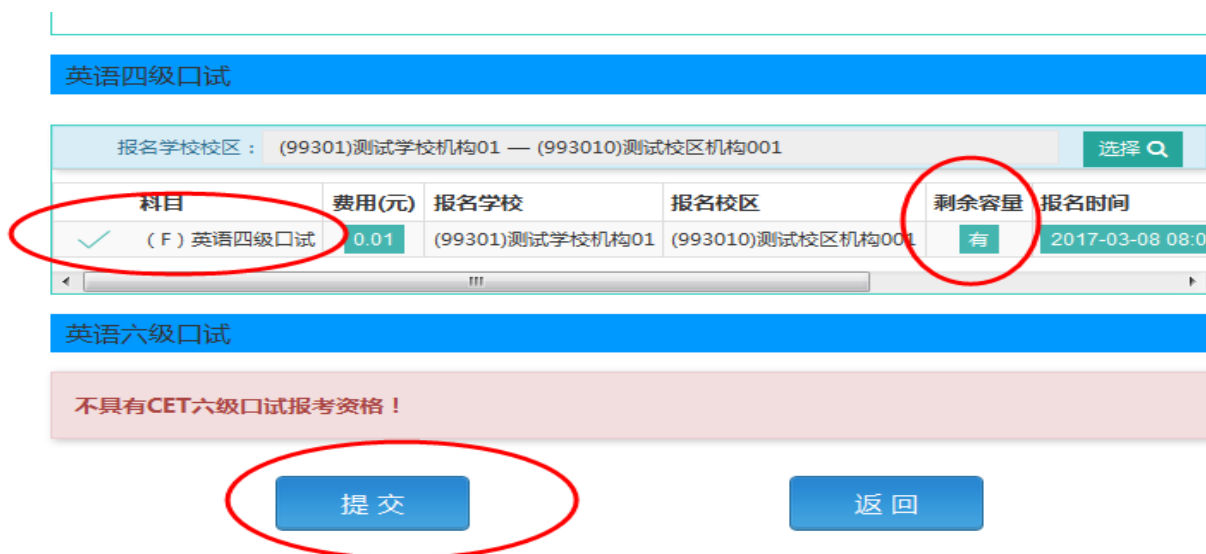 英语四级口试
报名学校校区： (99301)测试学校机构01 — (993010)测试校区机构001 选择
科目 费用(元) 报名学校 报名校区 剩余容量 报名时间
（F）英语四级口试 0.01 (99301)测试学校机构01 (993010)测试校区机构001 有 2017-03-08 08:0
英语六级口试
不具有CET六级口试报考资格！
提 交 返 回